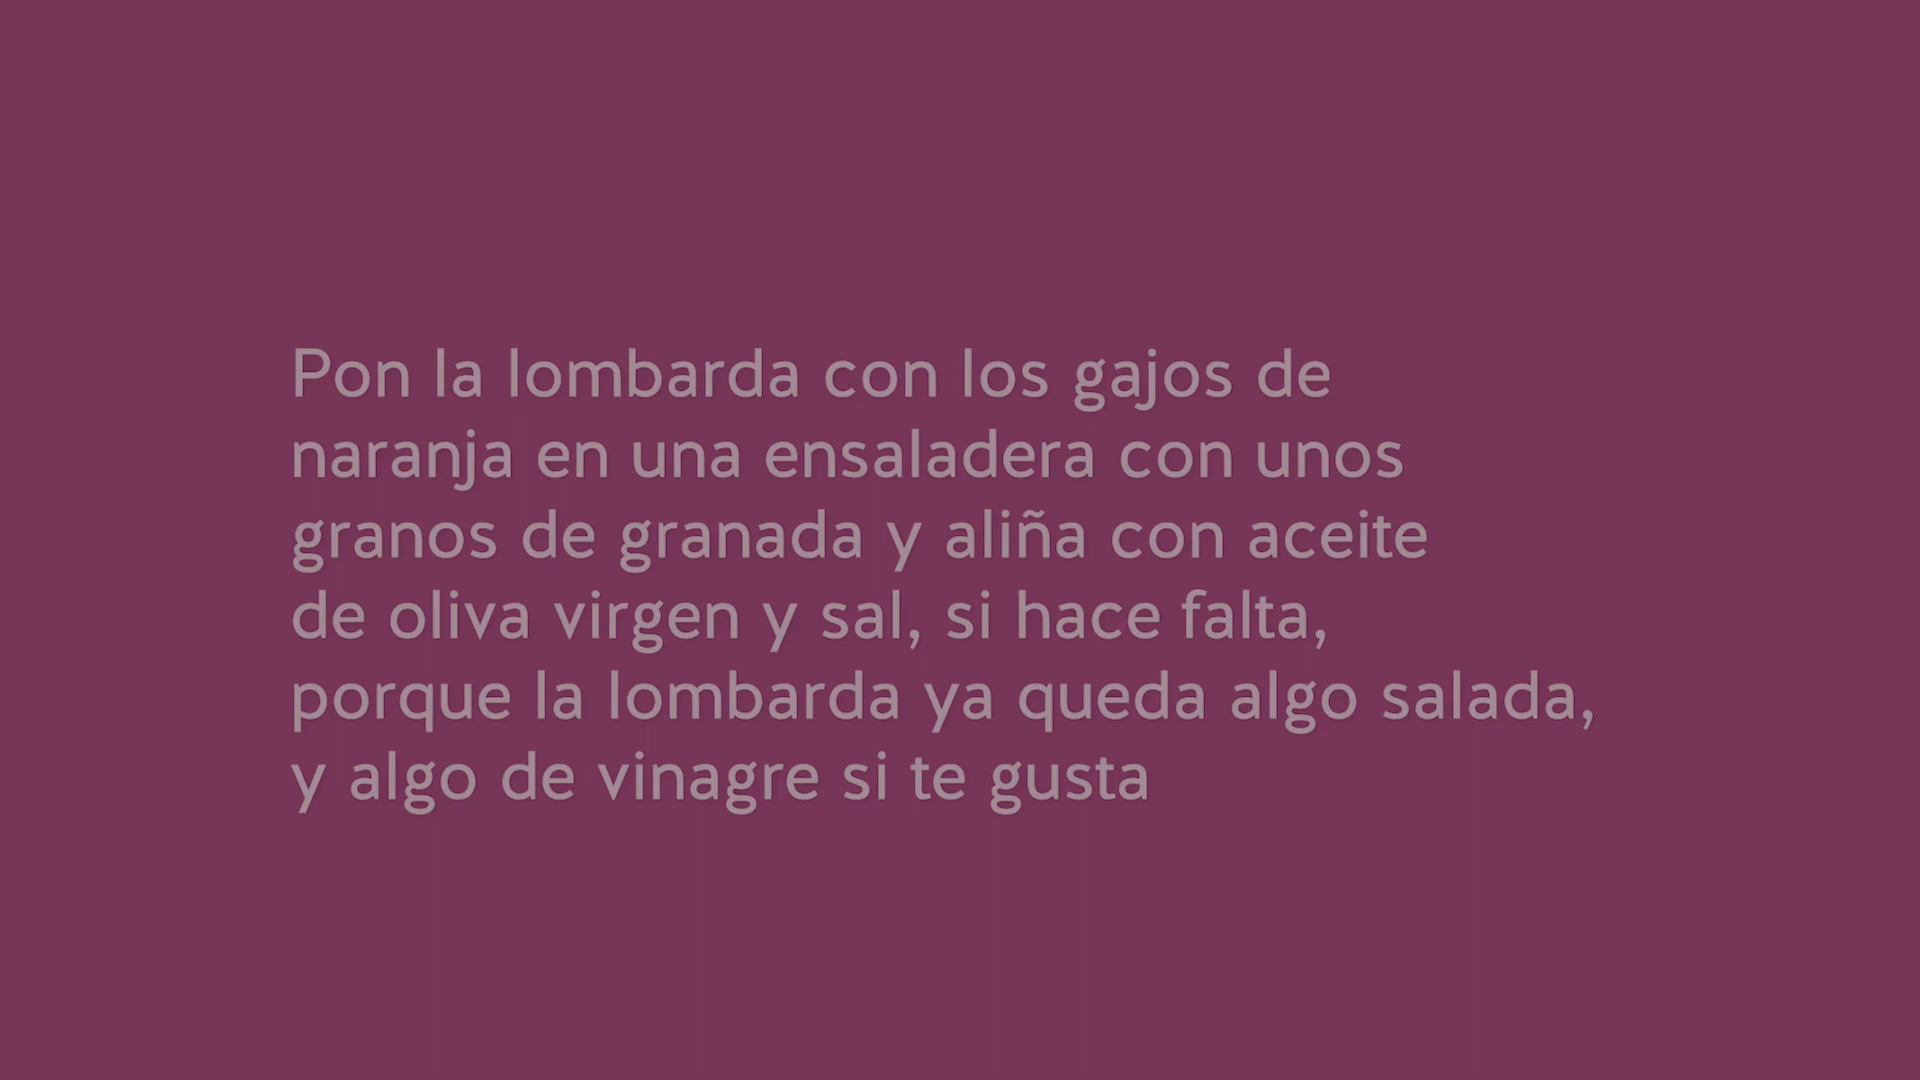 Pon la lombarda con los gajos de
naranja en una ensaladera con unos
granos de granada y aliña con aceite
de oliva virgen y sal, si hace falta,
porque la lombarda ya queda algo salada,
y algo de vinagre si te gusta